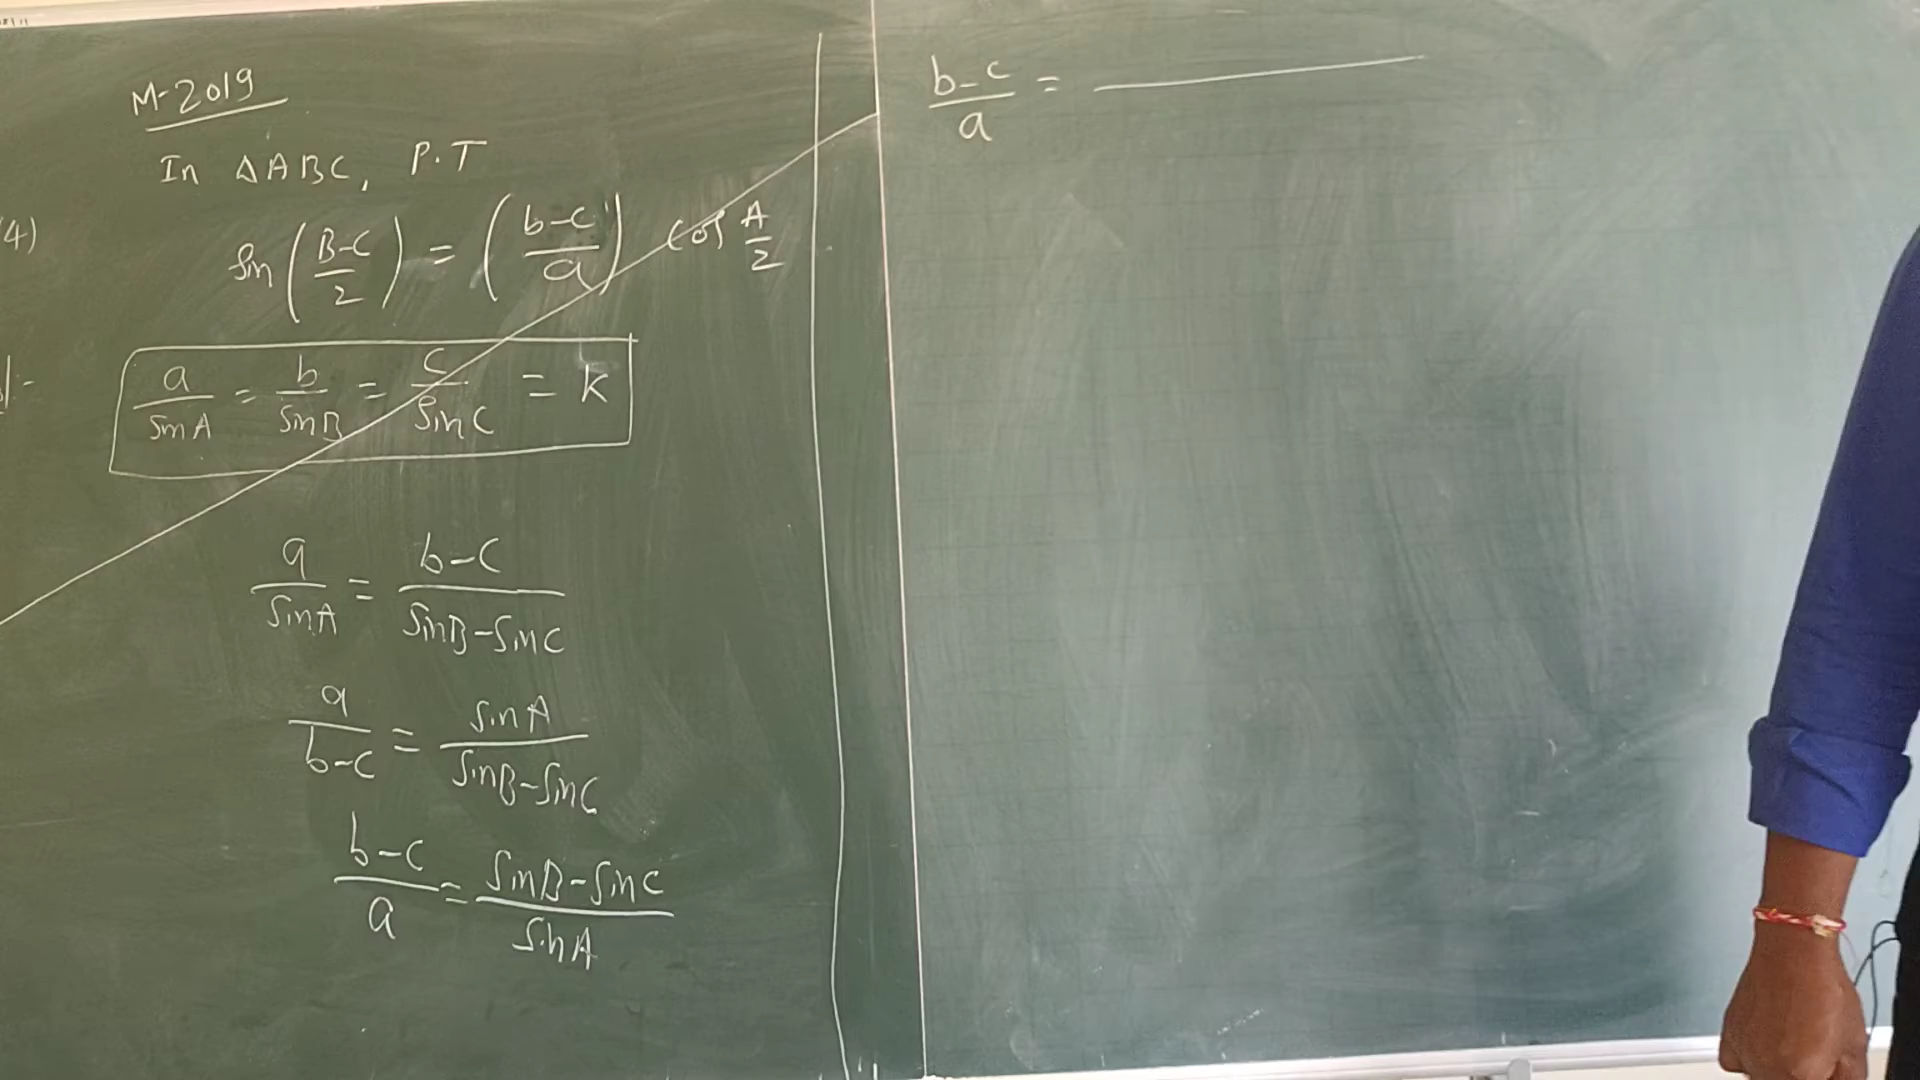 M-2019
In ΔABC, P.T
(4)
Sin((B-C)/2) = ((b-c)/a) cos A/2
a/sinA = b/sinB = c/sinC = k
a/sinA = (b-c)/(sinB-sinC)
a/(b-c) = sinA/(sinB-sinC)
(b-c)/a = (sinB-sinC)/sinA
(b-c)/a =